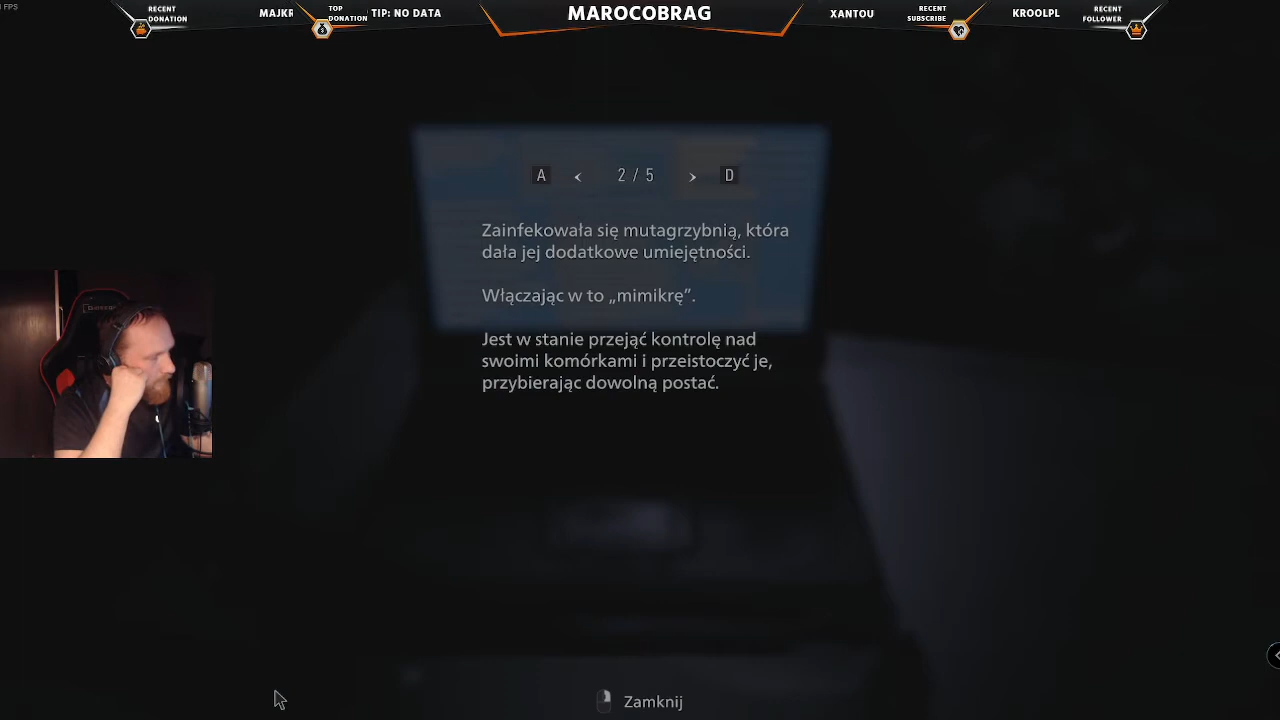 FPS
RECENT DONATION
MAJKR
TOP DONATION
TIP: NO DATA
MAROCOBRAG
XANTOU
RECENT SUBSCRIBE
KROOLPL
RECENT FOLLOWER
A < 2 / 5 > D
Zainfekowała się mutagrzybnią, która
dała jej dodatkowe umiejętności.
Włączając w to „mimikrę”.
Jest w stanie przejąć kontrolę nad
swoimi komórkami i przeistoczyć je,
przybierając dowolną postać.
Zamknij